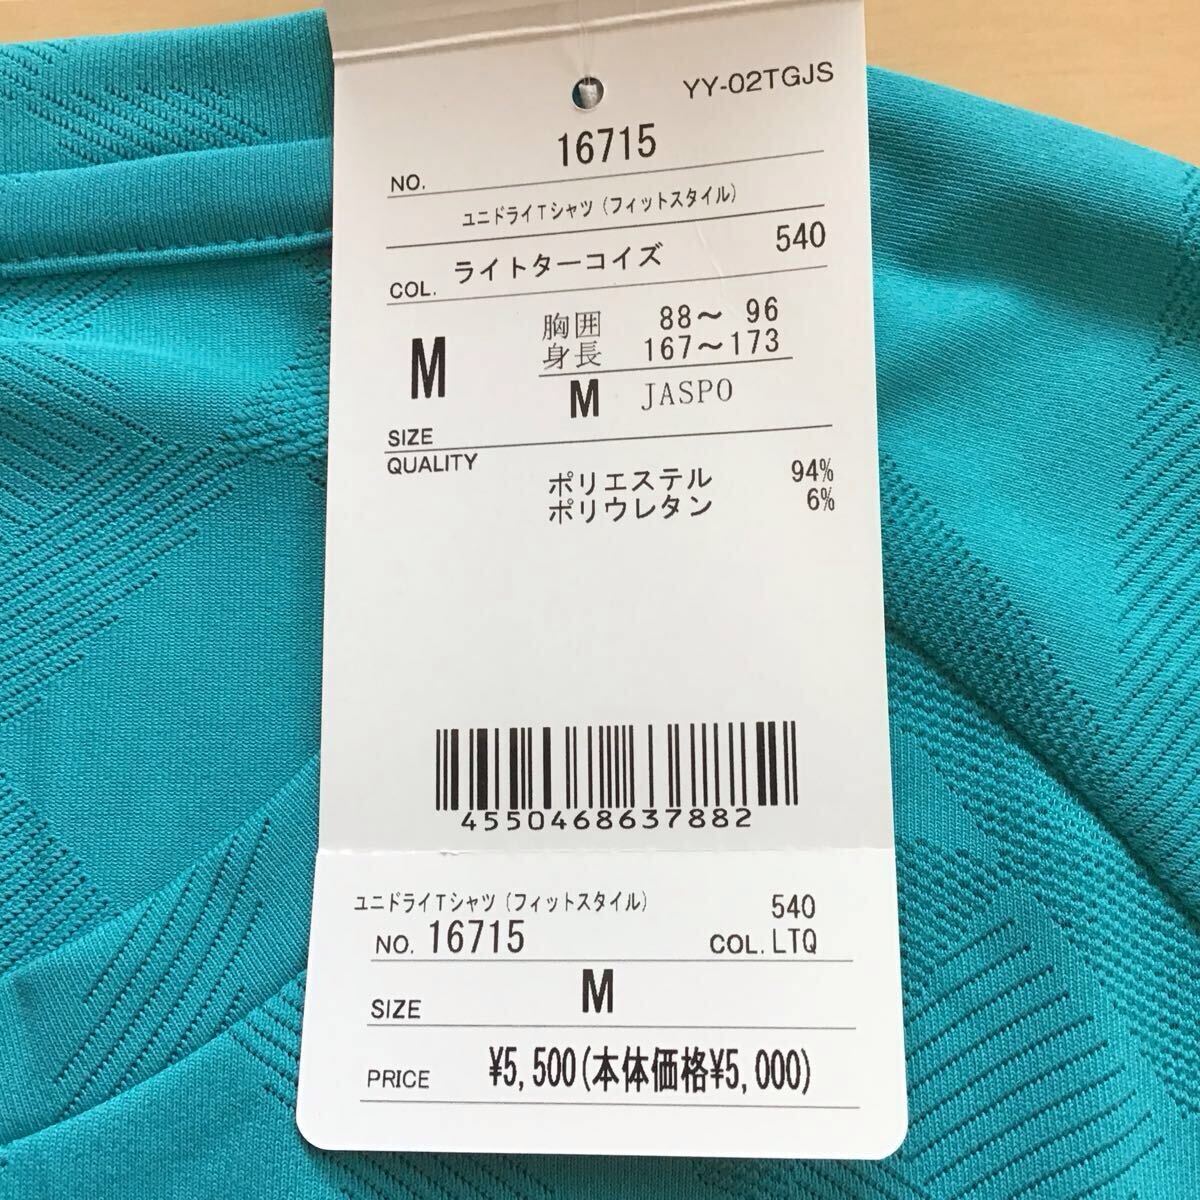 YY-02TGJS
NO. 16715
ユニドライTシャツ(フィットスタイル)
COL. ライトターコイズ 540
M 胸囲 88〜 96
身長 167〜173
M JASPO
SIZE
QUALITY
ポリエステル 94%
ポリウレタン 6%
4550468637882
ユニドライTシャツ(フィットスタイル) 540
NO. 16715 COL. LTQ
SIZE M
PRICE ¥5,500(本体価格¥5,000)